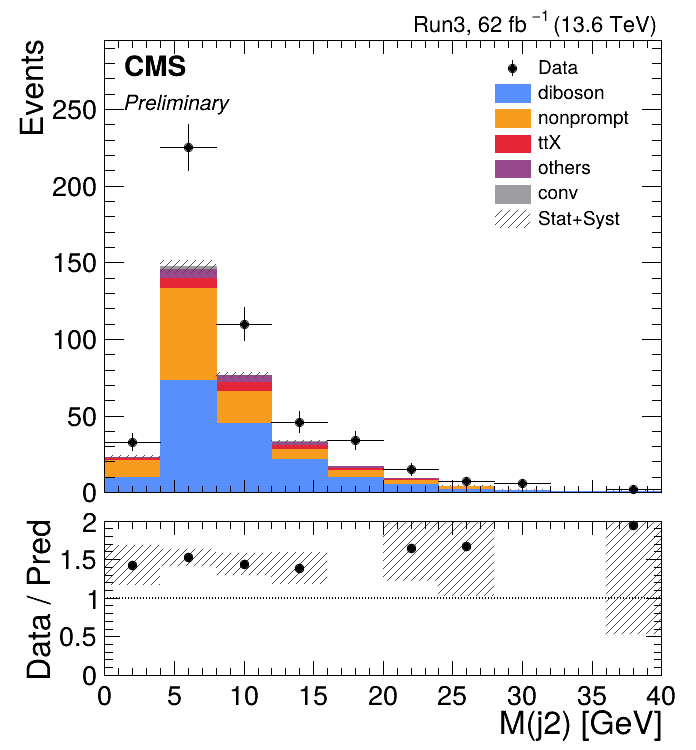 Run3, 62 fb⁻¹ (13.6 TeV)
CMS
Preliminary
Events
250
200
150
100
50
0
Data
diboson
nonprompt
ttX
others
conv
Stat+Syst
Data / Pred
2
1.5
1
0.5
0
0 5 10 15 20 25 30 35 40
M(j2) [GeV]